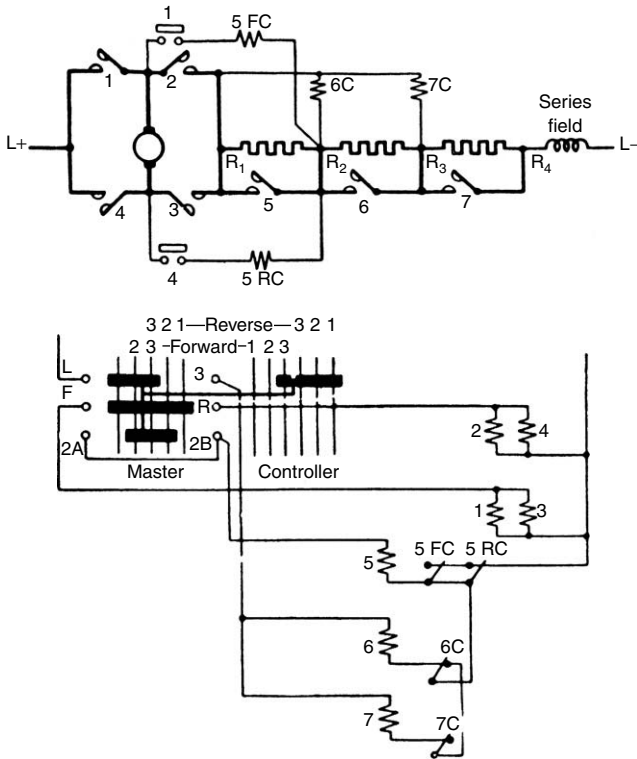 1
5 FC
6C
7C
Series
field
1
2
L+
R1
R2
R3
R4
L–
4
3
5
6
7
4
5 RC
3 2 1—Reverse—3 2 1
2 3 -Forward-1 2 3
L
3
F
R
2A
2B
Master
Controller
2
4
1
3
5
5 FC
5 RC
6
6C
7
7C